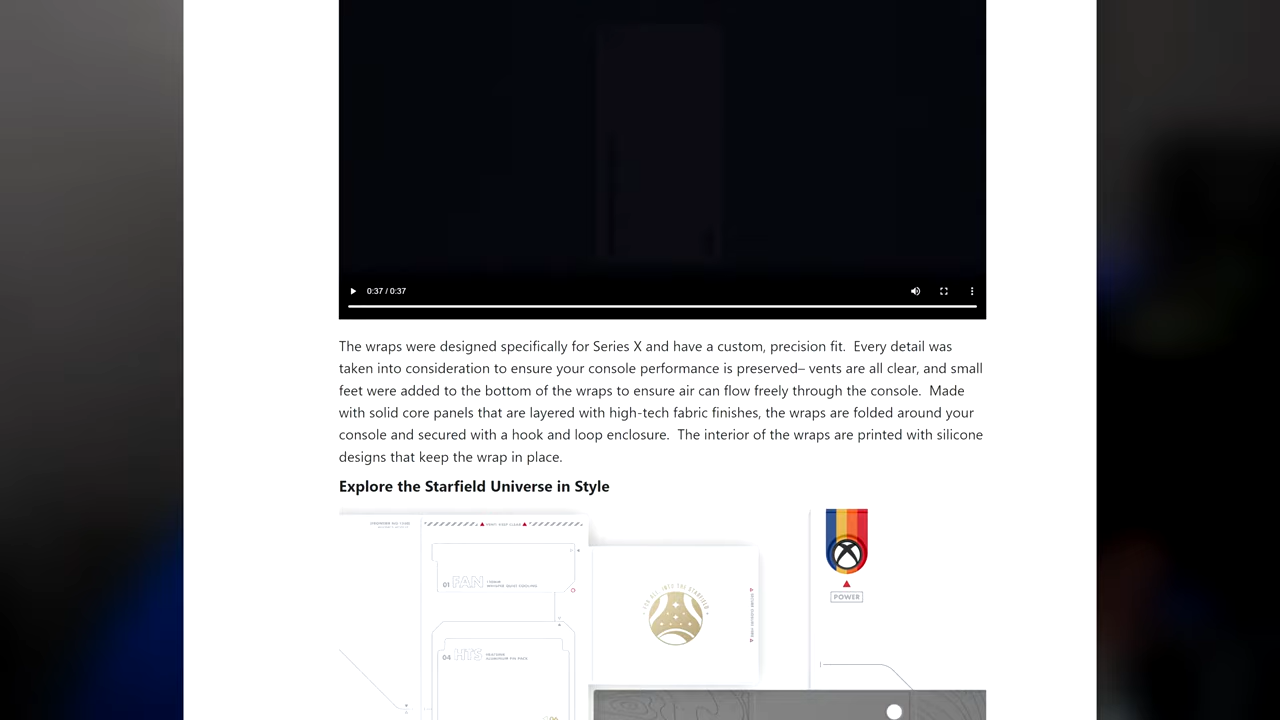 0:37 / 0:37
The wraps were designed specifically for Series X and have a custom, precision fit.  Every detail was
taken into consideration to ensure your console performance is preserved– vents are all clear, and small
feet were added to the bottom of the wraps to ensure air can flow freely through the console.  Made
with solid core panels that are layered with high-tech fabric finishes, the wraps are folded around your
console and secured with a hook and loop enclosure.  The interior of the wraps are printed with silicone
designs that keep the wrap in place.
Explore the Starfield Universe in Style
01 FAN
04 HTS
POWER